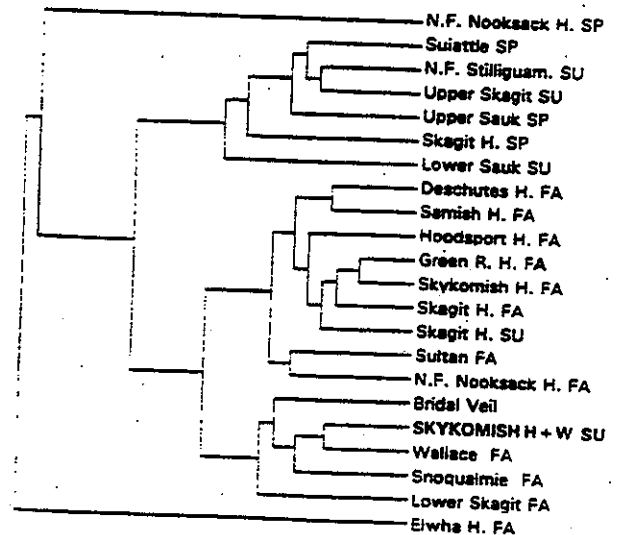 N.F. Nooksack H. SP
Suiattle SP
N.F. Stilliguam. SU
Upper Skagit SU
Upper Sauk SP
Skagit H. SP
Lower Sauk SU
Deschutes H. FA
Samish H. FA
Hoodsport H. FA
Green R. H. FA
Skykomish H. FA
Skagit H. FA
Skagit H. SU
Sultan FA
N.F. Nooksack H. FA
Bridal Veil
SKYKOMISH H + W SU
Wallace FA
Snoqualmie FA
Lower Skagit FA
Elwha H. FA